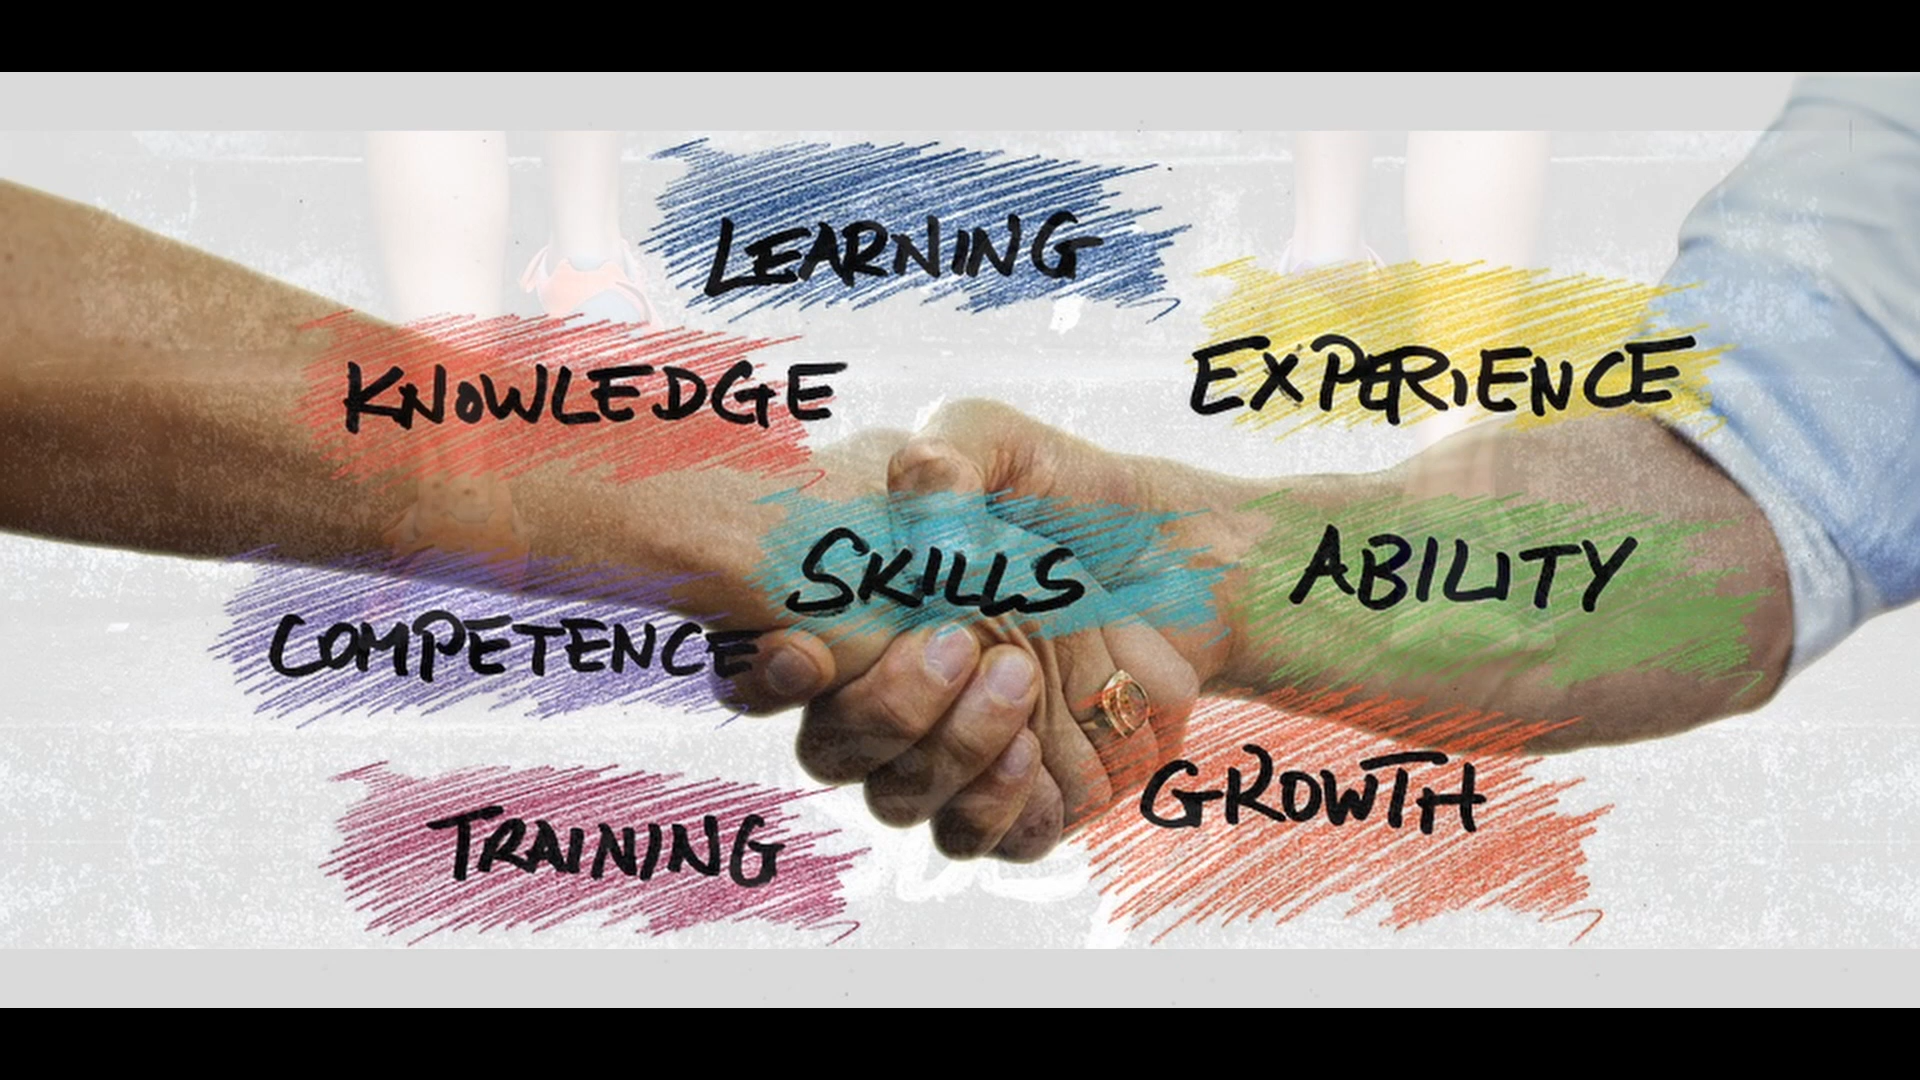 LEARNING
KNOWLEDGE
EXPERIENCE
SKILLS
ABILITY
COMPETENCE
GROWTH
TRAINING